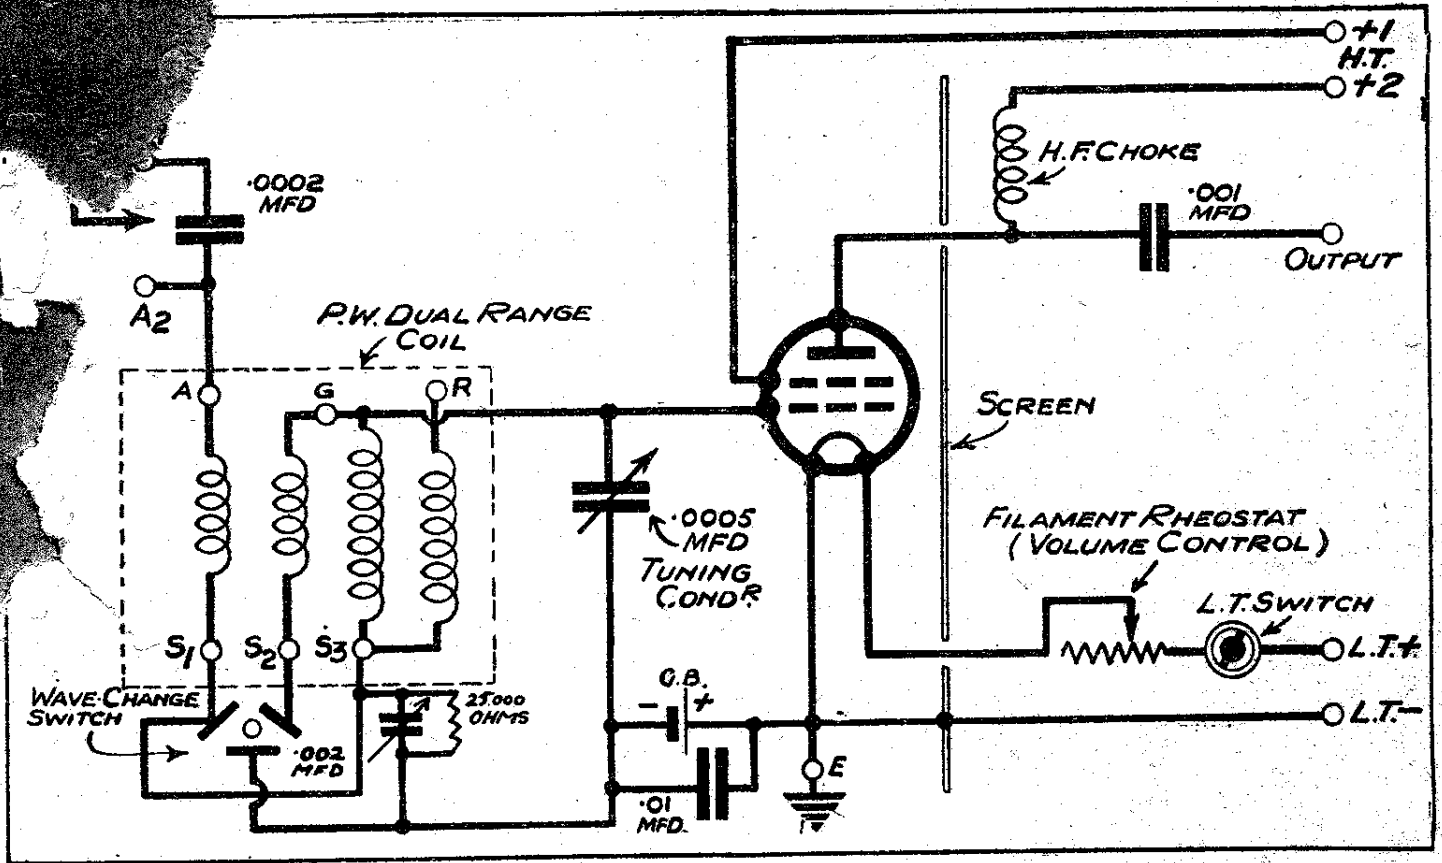 +1
H.T.
+2
H.F. CHOKE
.0002
MFD
.001
MFD
OUTPUT
A2
P.W. DUAL RANGE
COIL
A
G
R
SCREEN
.0005
MFD
TUNING
CONDR.
FILAMENT RHEOSTAT
(VOLUME CONTROL)
L.T. SWITCH
L.T.+
S1
S2
S3
WAVE-CHANGE
SWITCH
25.000
OHMS
G.B.
- +
L.T.-
.002
MFD
E
.01
MFD.